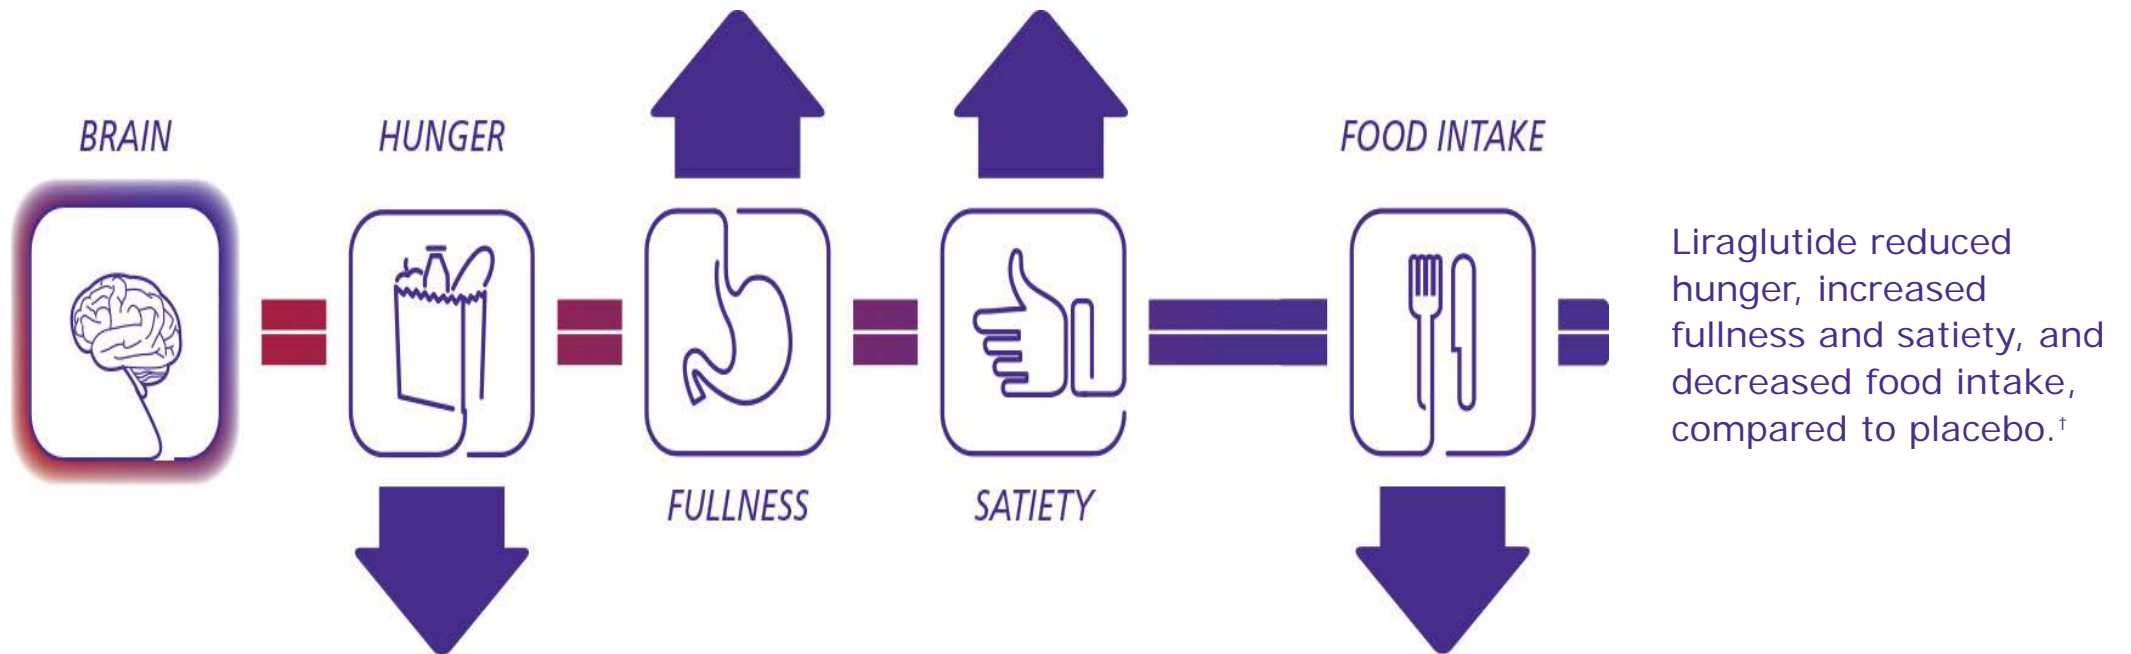 BRAIN
HUNGER
FULLNESS
SATIETY
FOOD INTAKE
Liraglutide reduced
hunger, increased
fullness and satiety, and
decreased food intake,
compared to placebo.†